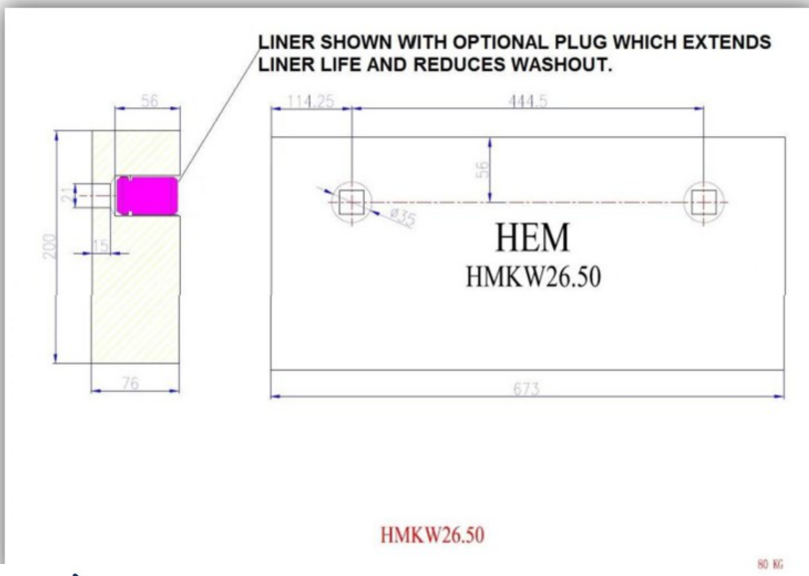 LINER SHOWN WITH OPTIONAL PLUG WHICH EXTENDS
LINER LIFE AND REDUCES WASHOUT.
56
114.25
444.5
21
56
ø35
15
200
HEM
HMKW26.50
76
673
HMKW26.50
80 KG